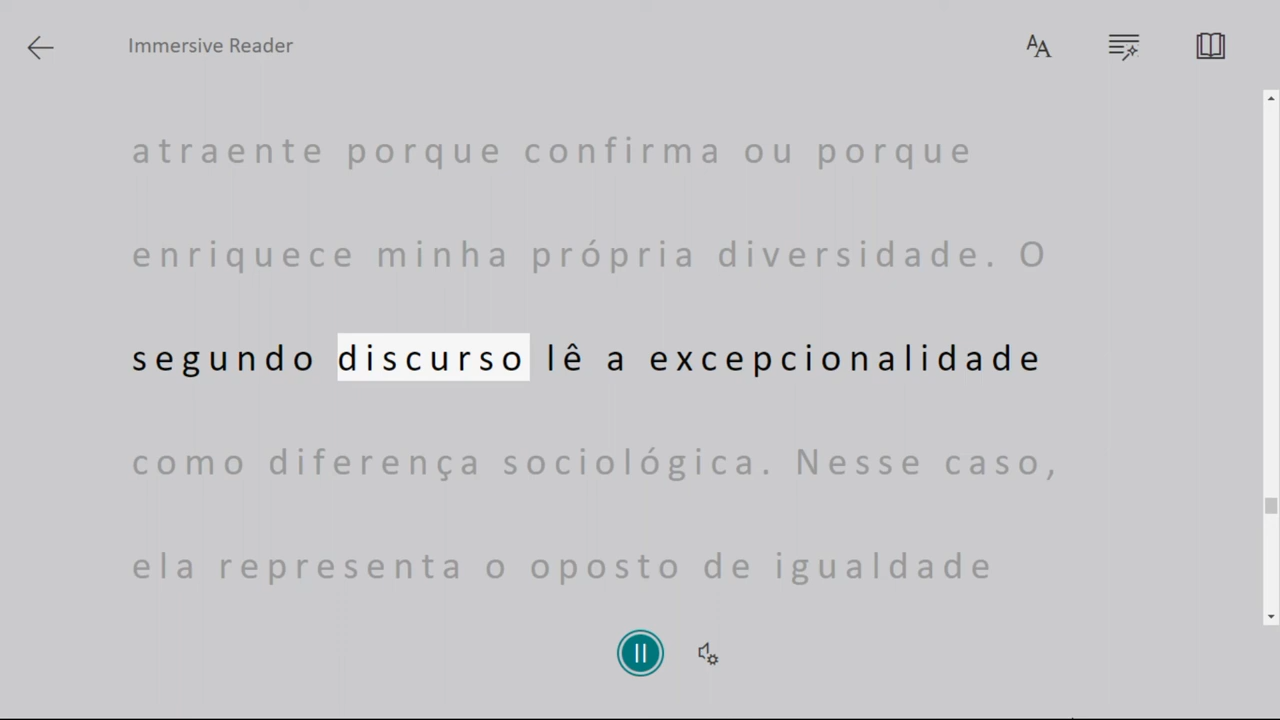 Immersive Reader
atraente porque confirma ou porque
enriquece minha própria diversidade. O
segundo discurso lê a excepcionalidade
como diferença sociológica. Nesse caso,
ela representa o oposto de igualdade